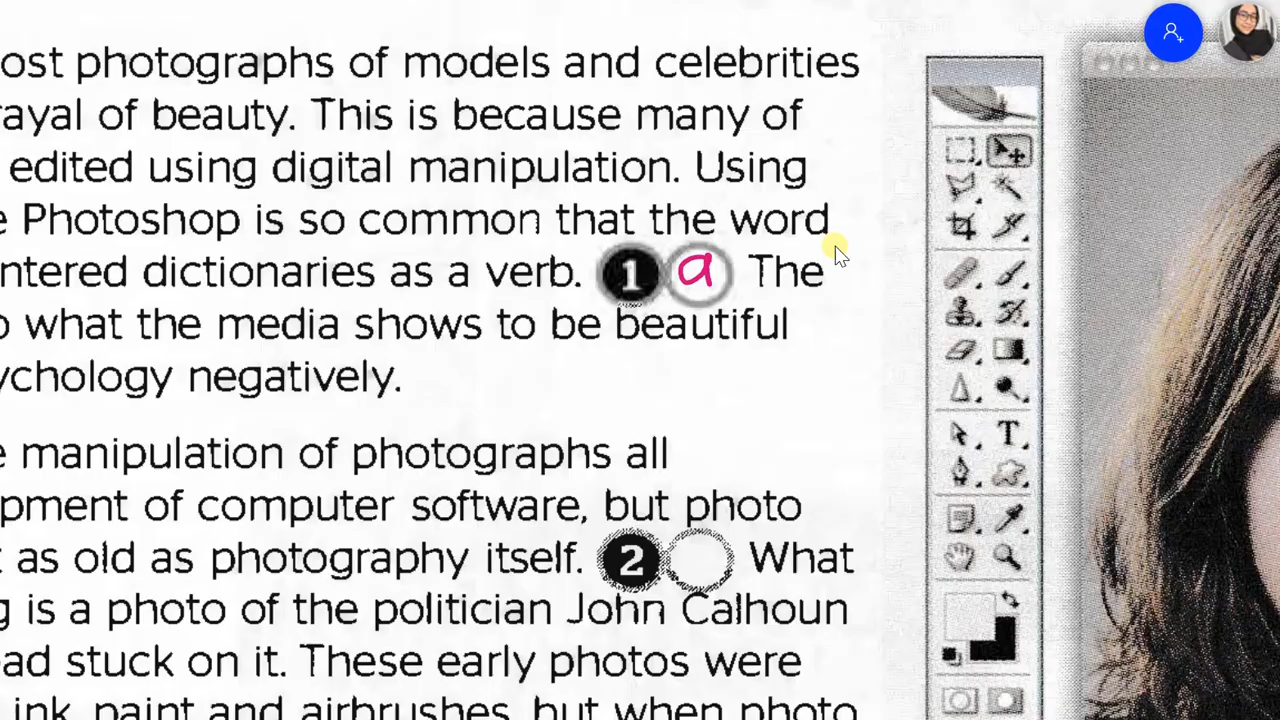 ost photographs of models and celebrities
rayal of beauty. This is because many of
edited using digital manipulation. Using
e Photoshop is so common that the word
ntered dictionaries as a verb. 1 a The
o what the media shows to be beautiful
ychology negatively.
e manipulation of photographs all
pment of computer software, but photo
t as old as photography itself. 2 What
g is a photo of the politician John Calhoun
ead stuck on it. These early photos were
ink, paint and airbrushes, but when photo
T